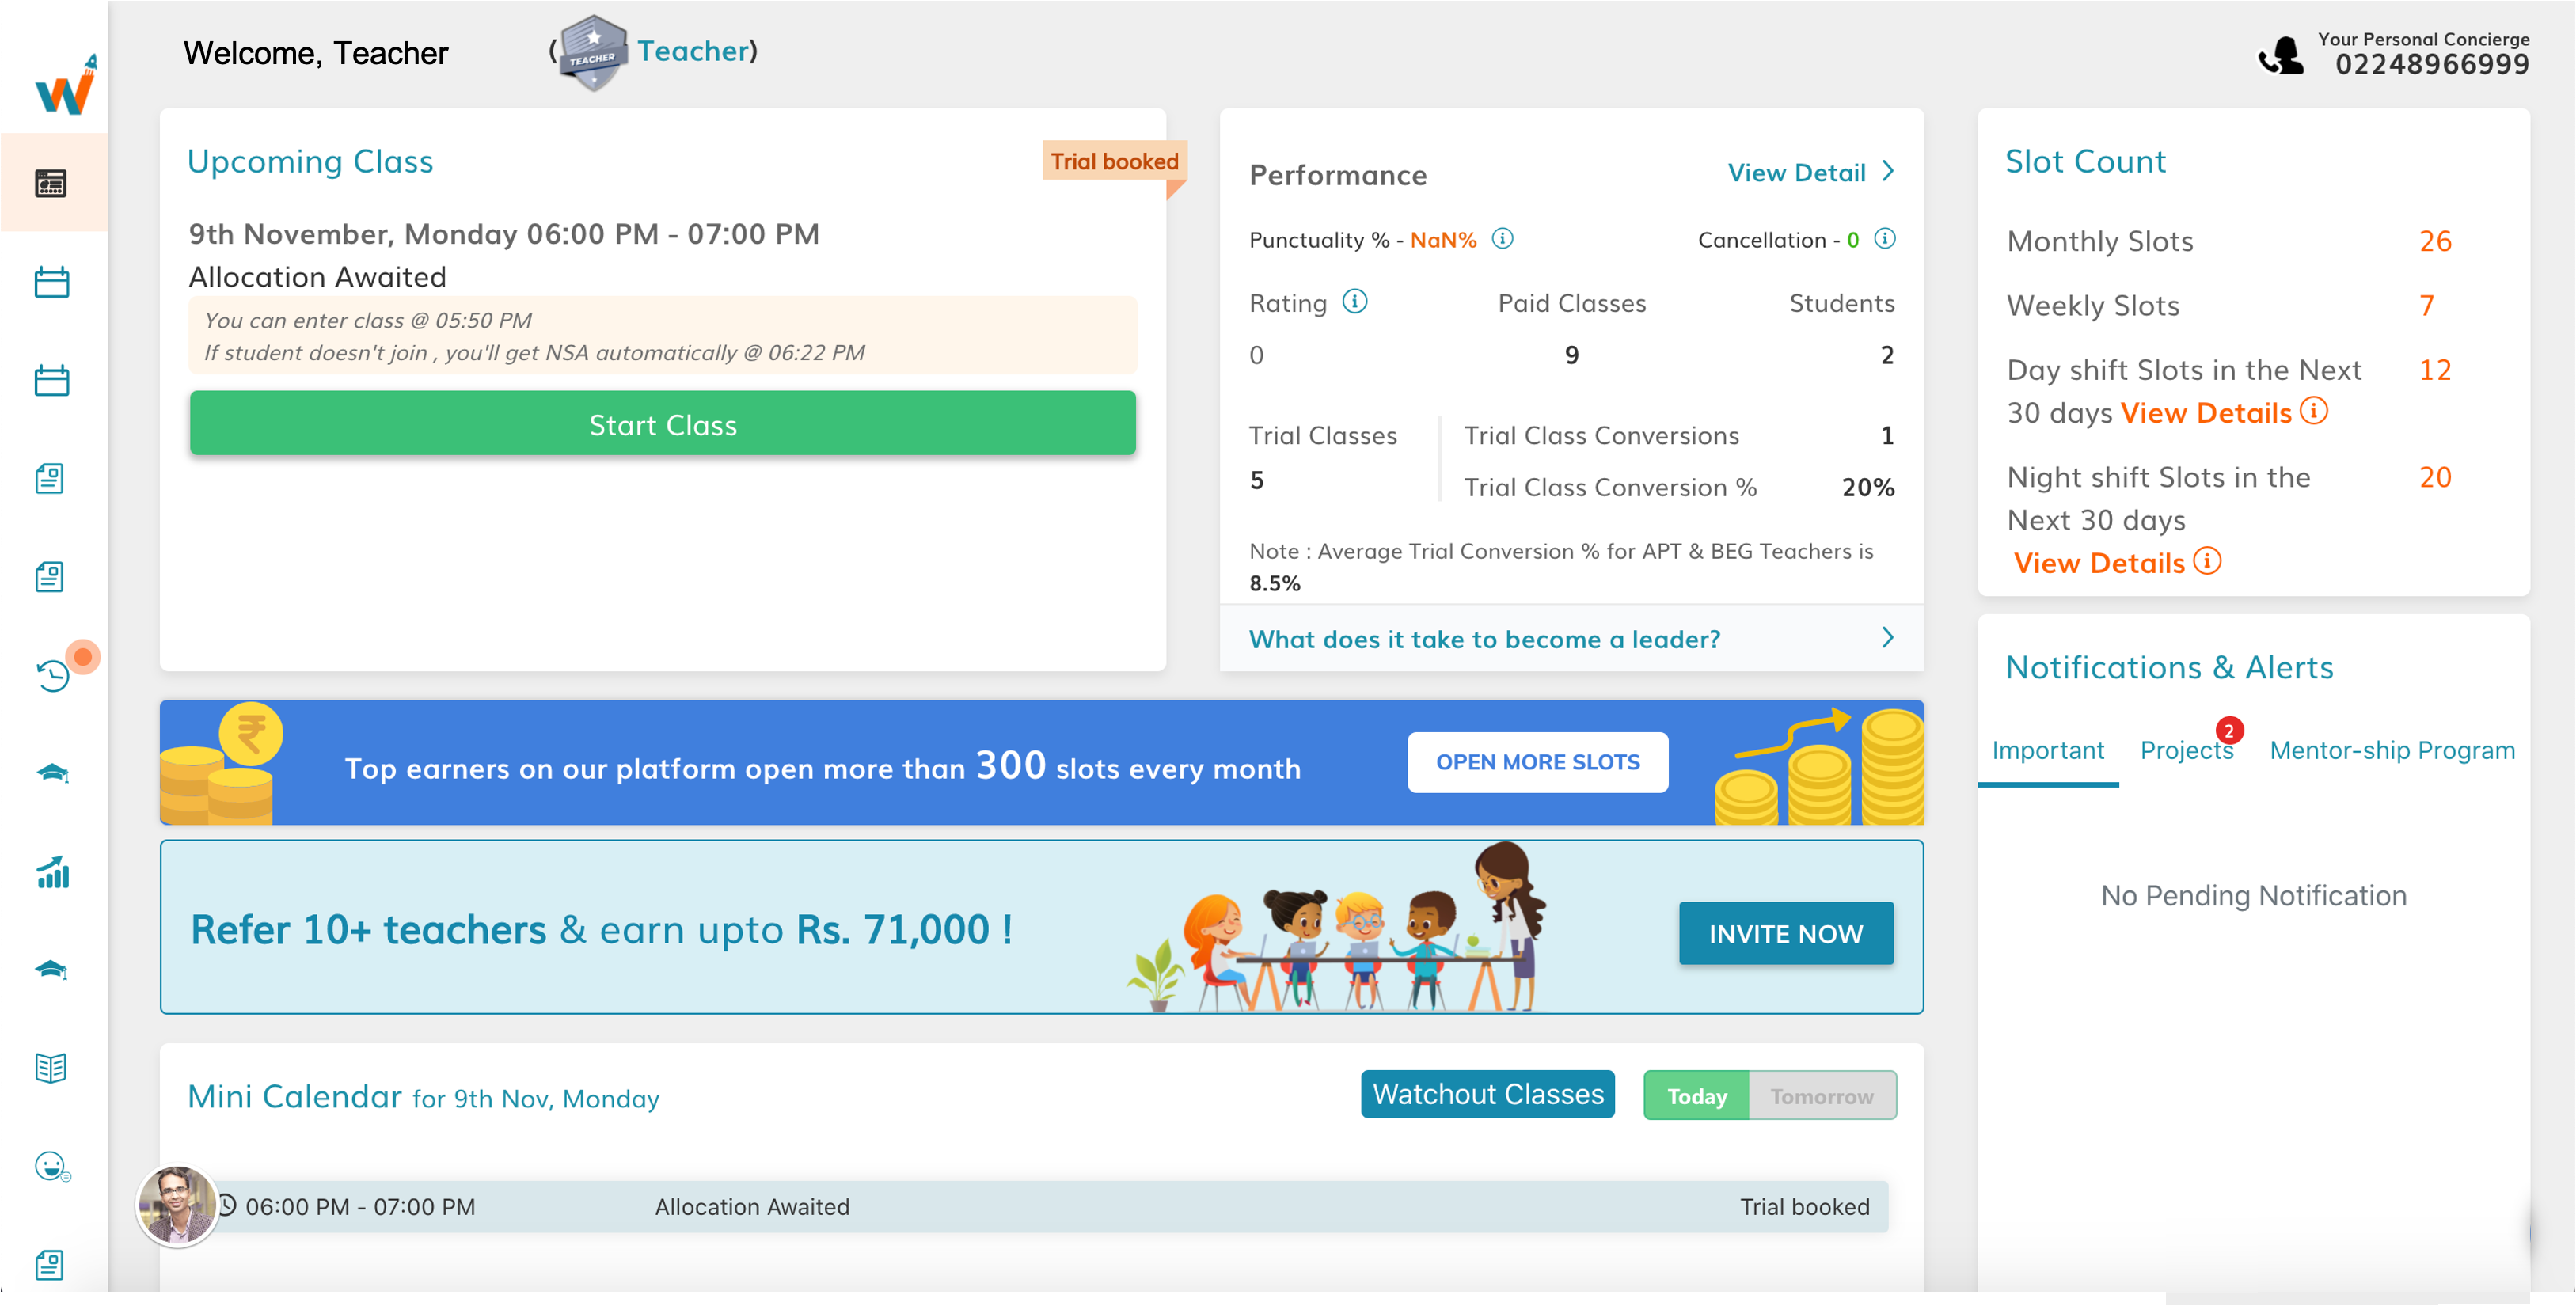 Welcome, Teacher
(TEACHER Teacher)
Your Personal Concierge
02248966999
Upcoming Class
Trial booked
9th November, Monday 06:00 PM - 07:00 PM
Allocation Awaited
You can enter class @ 05:50 PM
If student doesn't join , you'll get NSA automatically @ 06:22 PM
Start Class
Performance
View Detail
Punctuality % - NaN%
Cancellation - 0
Rating
Paid Classes
Students
0
9
2
Trial Classes
5
Trial Class Conversions 1
Trial Class Conversion % 20%
Note : Average Trial Conversion % for APT & BEG Teachers is
8.5%
What does it take to become a leader?
Slot Count
Monthly Slots 26
Weekly Slots 7
Day shift Slots in the Next 12
30 days View Details
Night shift Slots in the 20
Next 30 days
View Details
Top earners on our platform open more than 300 slots every month
OPEN MORE SLOTS
Refer 10+ teachers & earn upto Rs. 71,000 !
INVITE NOW
Notifications & Alerts
Important
Projects 2
Mentor-ship Program
No Pending Notification
Mini Calendar for 9th Nov, Monday
Watchout Classes
Today
Tomorrow
06:00 PM - 07:00 PM
Allocation Awaited
Trial booked